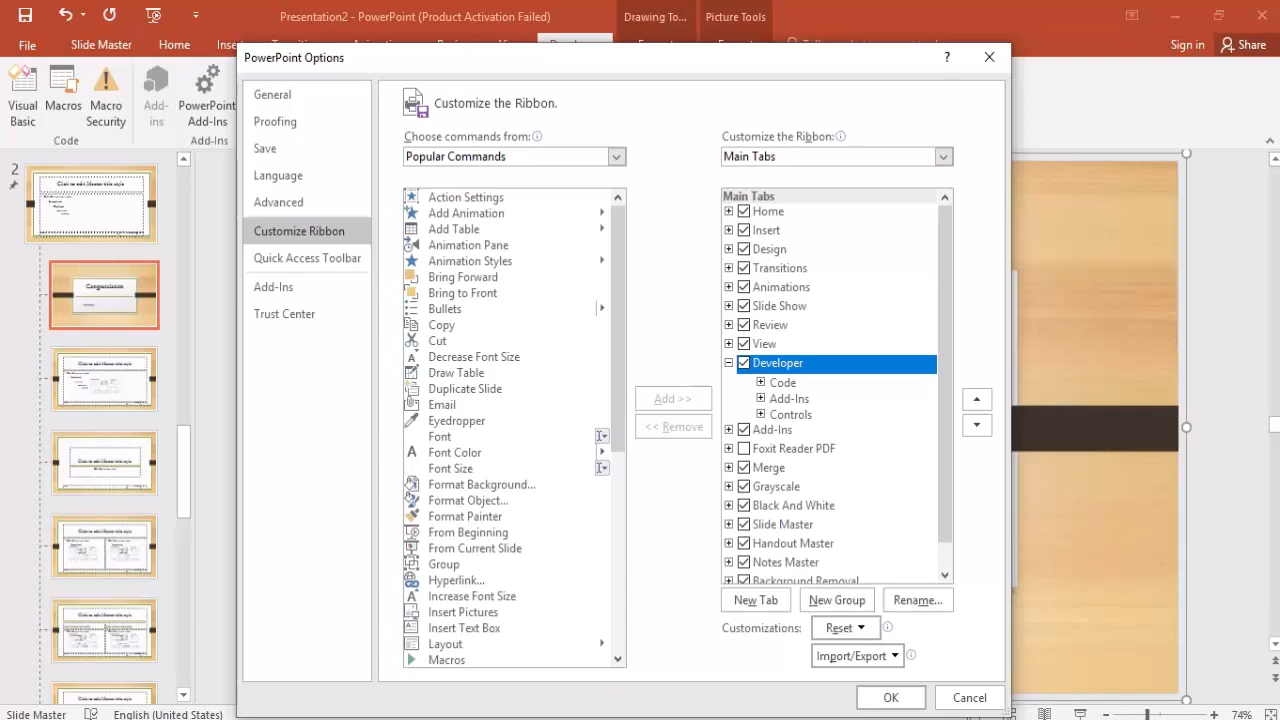 Presentation2 - PowerPoint (Product Activation Failed)
Drawing To...
Picture Tools
File
Slide Master
Home
Sign in
Share
Visual Basic
Macros
Macro Security
Add-ins
PowerPoint Add-Ins
Code
Add-ins
2
PowerPoint Options
?
General
Proofing
Save
Language
Advanced
Customize Ribbon
Quick Access Toolbar
Add-Ins
Trust Center
Customize the Ribbon.
Choose commands from:
Popular Commands
Action Settings
Add Animation
Add Table
Animation Pane
Animation Styles
Bring Forward
Bring to Front
Bullets
Copy
Cut
Decrease Font Size
Draw Table
Duplicate Slide
Email
Eyedropper
Font
Font Color
Font Size
Format Background...
Format Object...
Format Painter
From Beginning
From Current Slide
Group
Hyperlink...
Increase Font Size
Insert Pictures
Insert Text Box
Layout
Macros
Add >>
<< Remove
Customize the Ribbon:
Main Tabs
Main Tabs
Home
Insert
Design
Transitions
Animations
Slide Show
Review
View
Developer
Code
Add-Ins
Controls
Add-Ins
Foxit Reader PDF
Merge
Grayscale
Black And White
Slide Master
Handout Master
Notes Master
Background Removal
New Tab
New Group
Rename...
Customizations:
Reset
Import/Export
OK
Cancel
Slide Master
English (United States)
74%